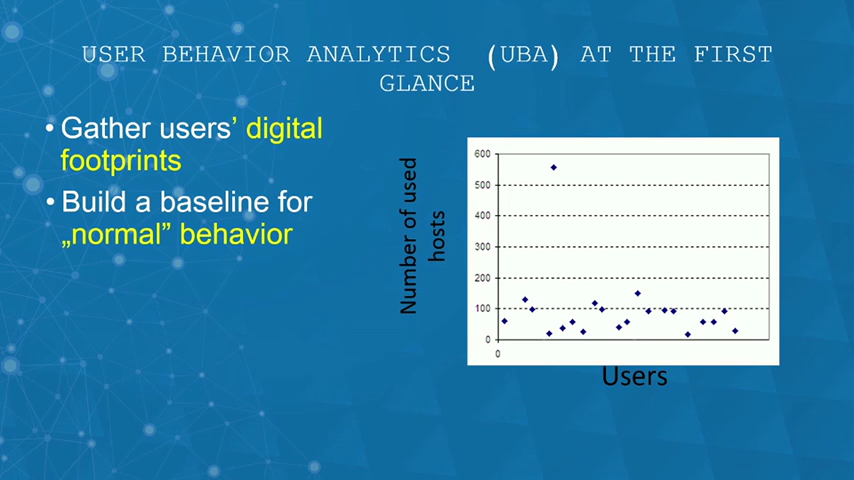 USER BEHAVIOR ANALYTICS (UBA) AT THE FIRST
GLANCE
• Gather users’ digital
footprints
• Build a baseline for
„normal” behavior
Number of used
hosts
600
500
400
300
200
100
0
0
Users